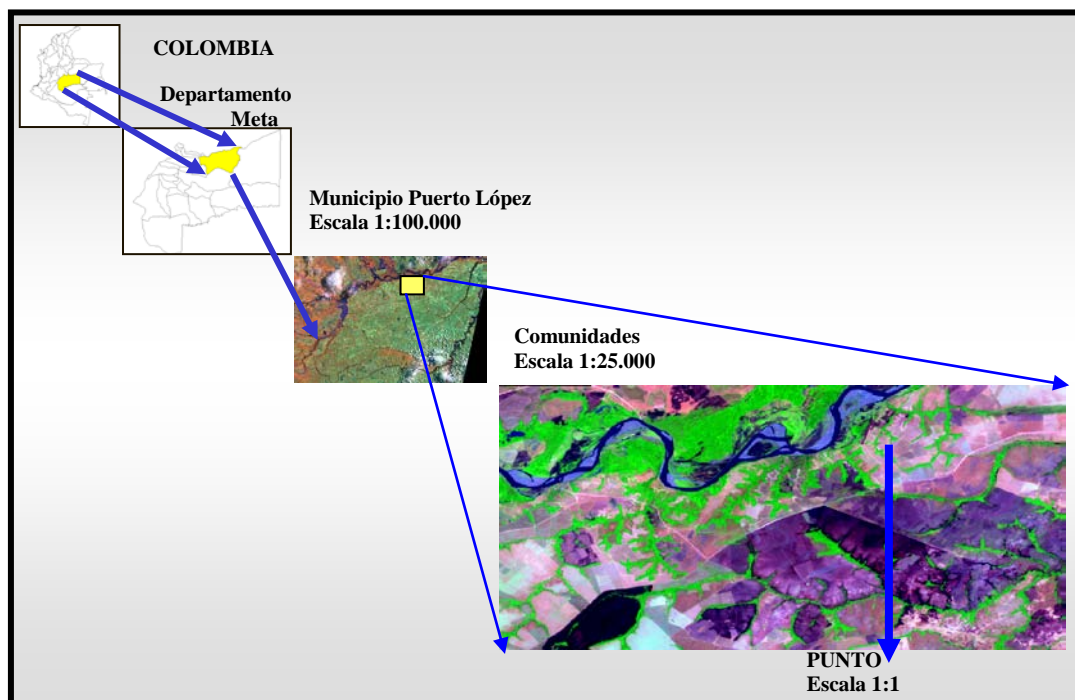 COLOMBIA
Departamento
Meta
Municipio Puerto López
Escala 1:100.000
Comunidades
Escala 1:25.000
PUNTO
Escala 1:1